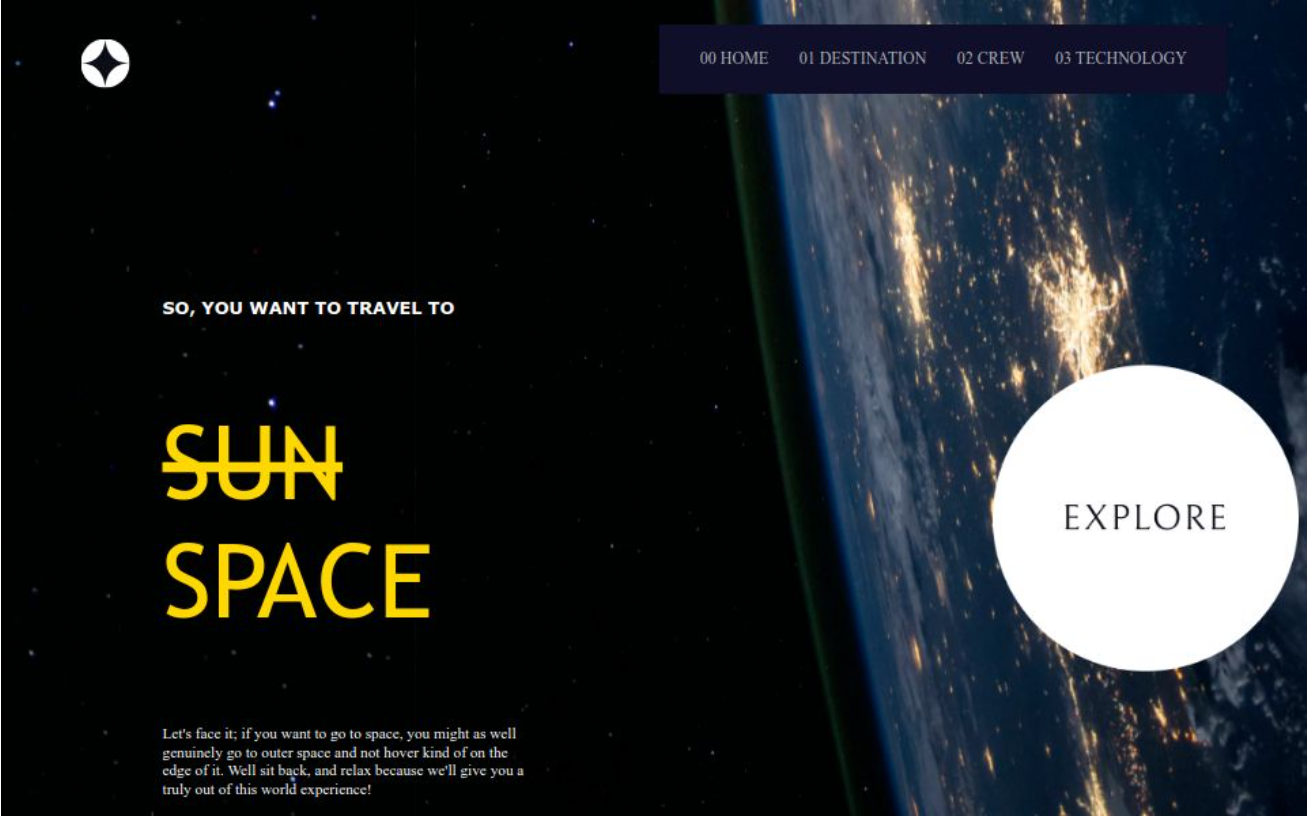 00 HOME 01 DESTINATION 02 CREW 03 TECHNOLOGY
SO, YOU WANT TO TRAVEL TO
SUN
SPACE
EXPLORE
Let's face it; if you want to go to space, you might as well
genuinely go to outer space and not hover kind of on the
edge of it. Well sit back, and relax because we'll give you a
truly out of this world experience!